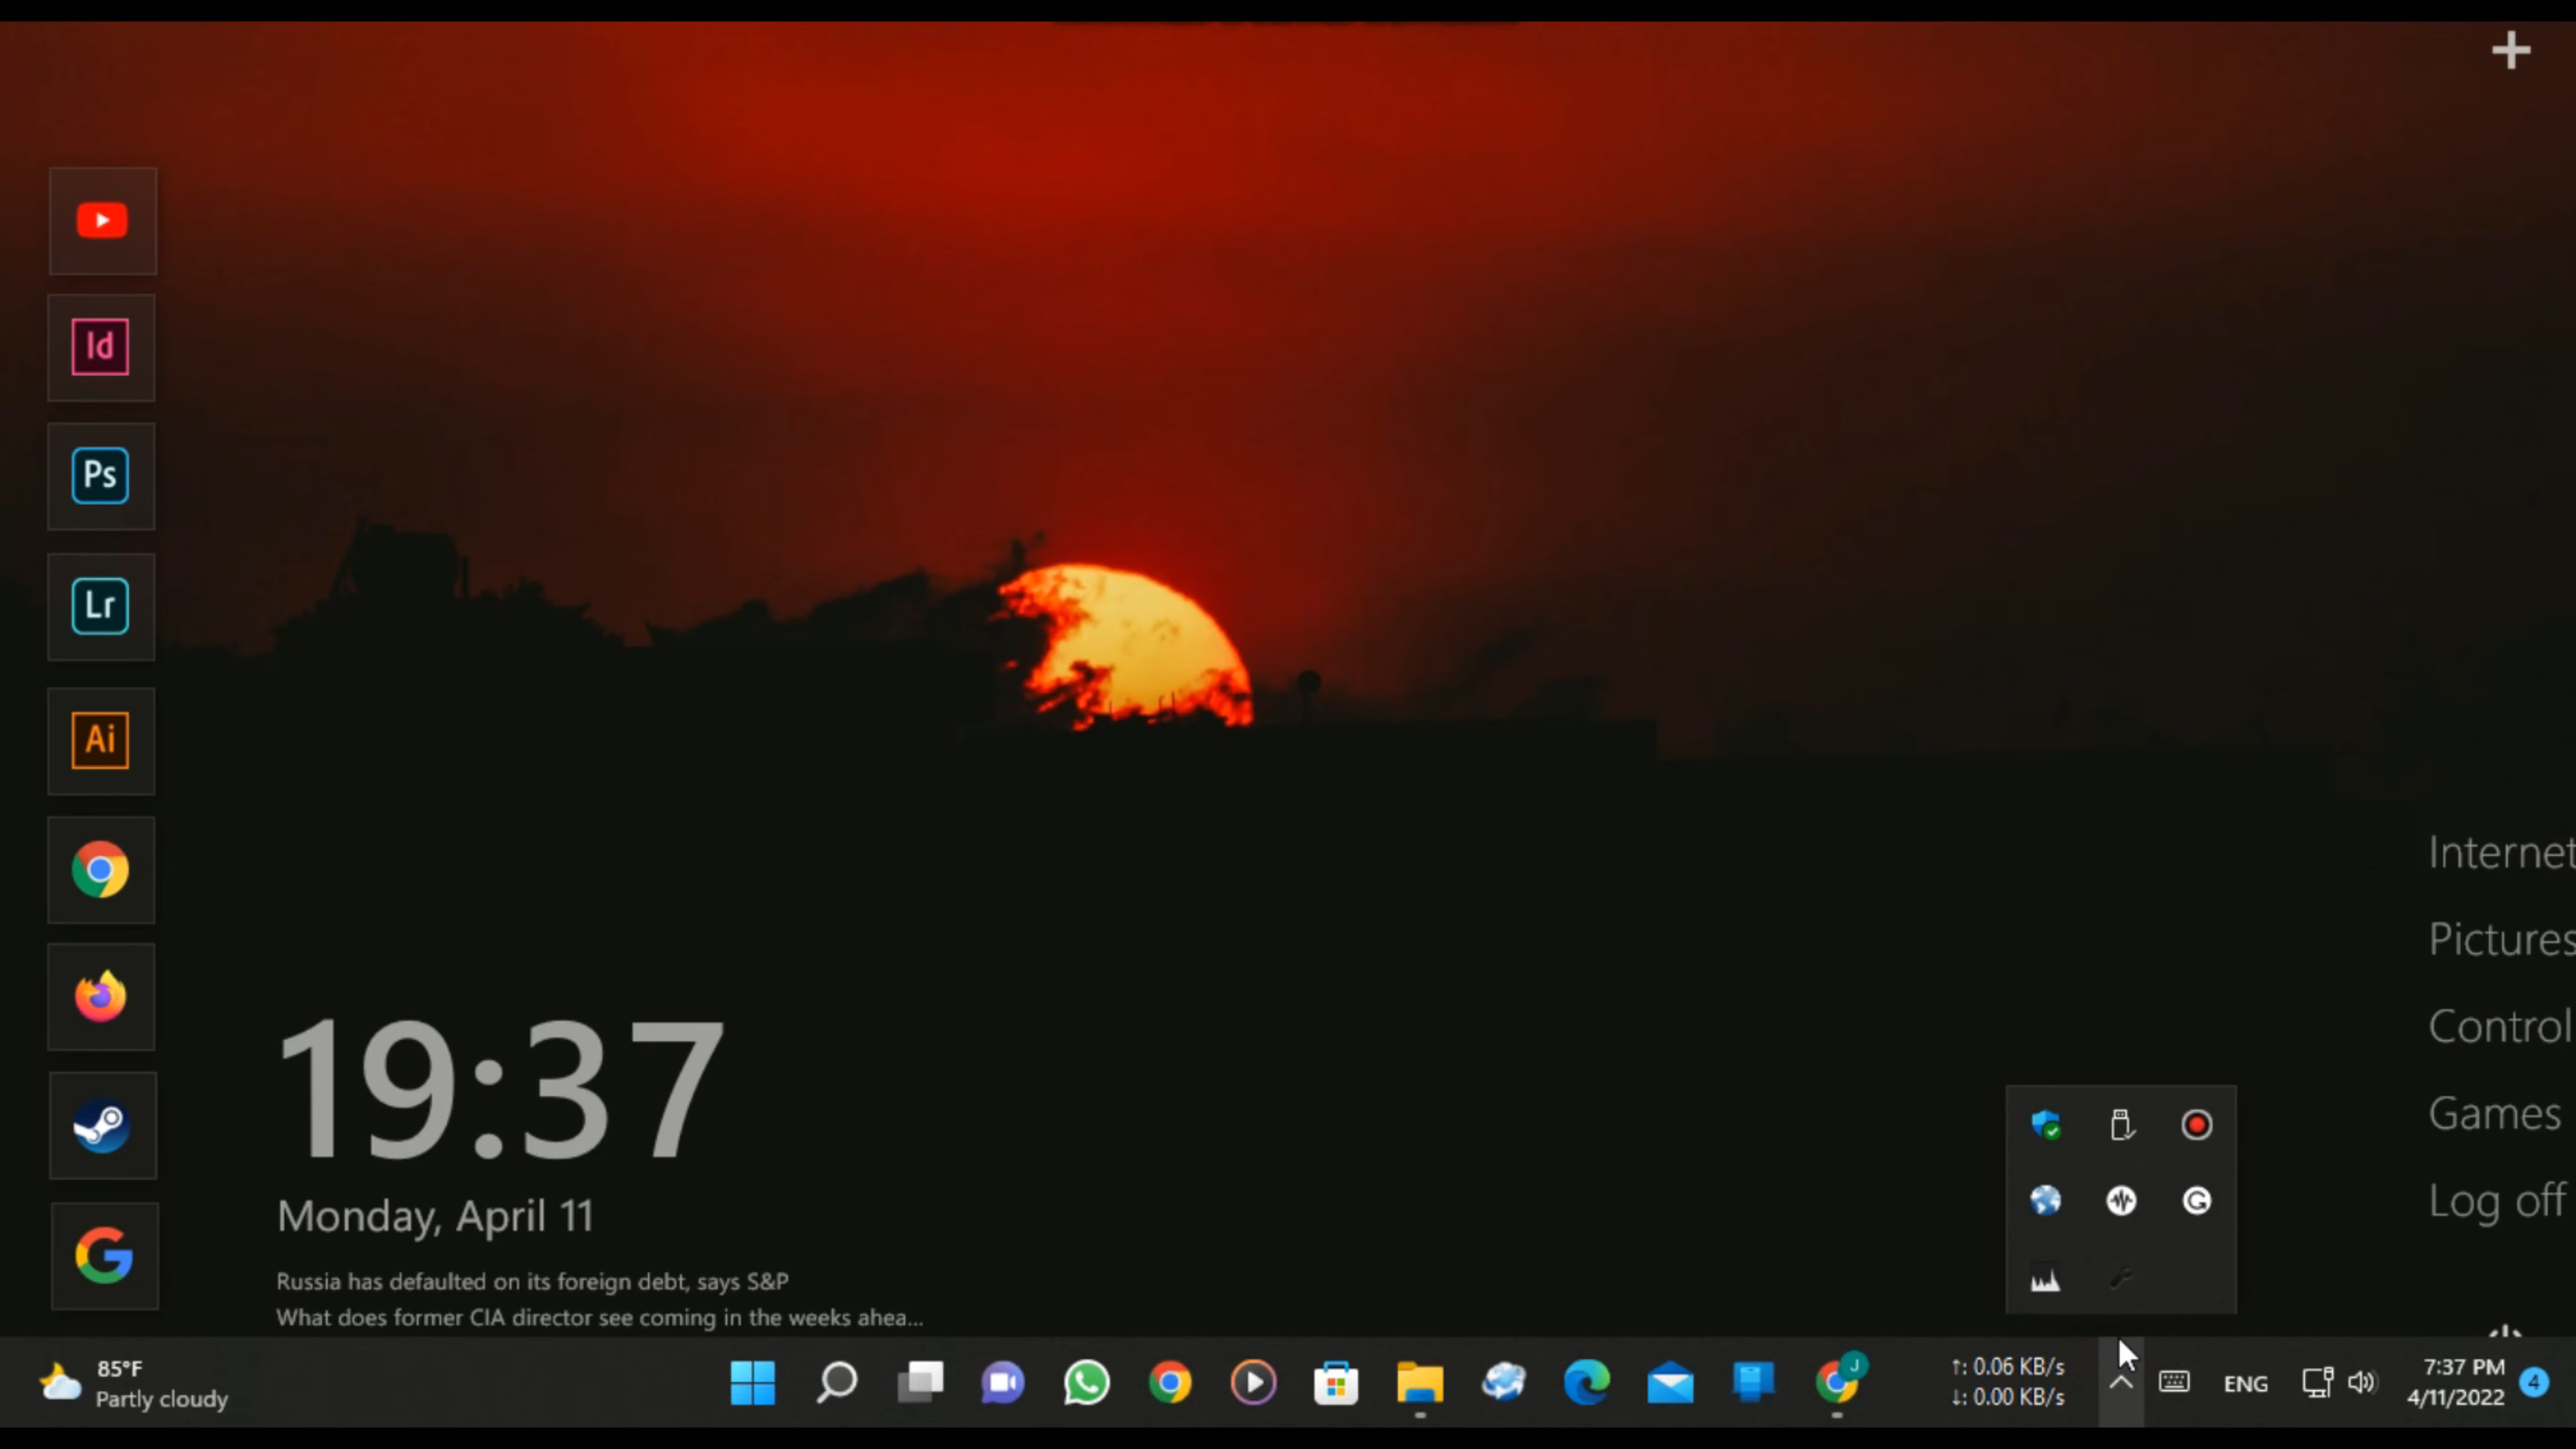 Id
Ps
Lr
Ai
Internet
Pictures
Control
Games
Log off
19:37
Monday, April 11
Russia has defaulted on its foreign debt, says S&P
What does former CIA director see coming in the weeks ahea...
85°F
Partly cloudy
J
↑: 0.06 KB/s
↓: 0.00 KB/s
ENG
7:37 PM
4/11/2022
4